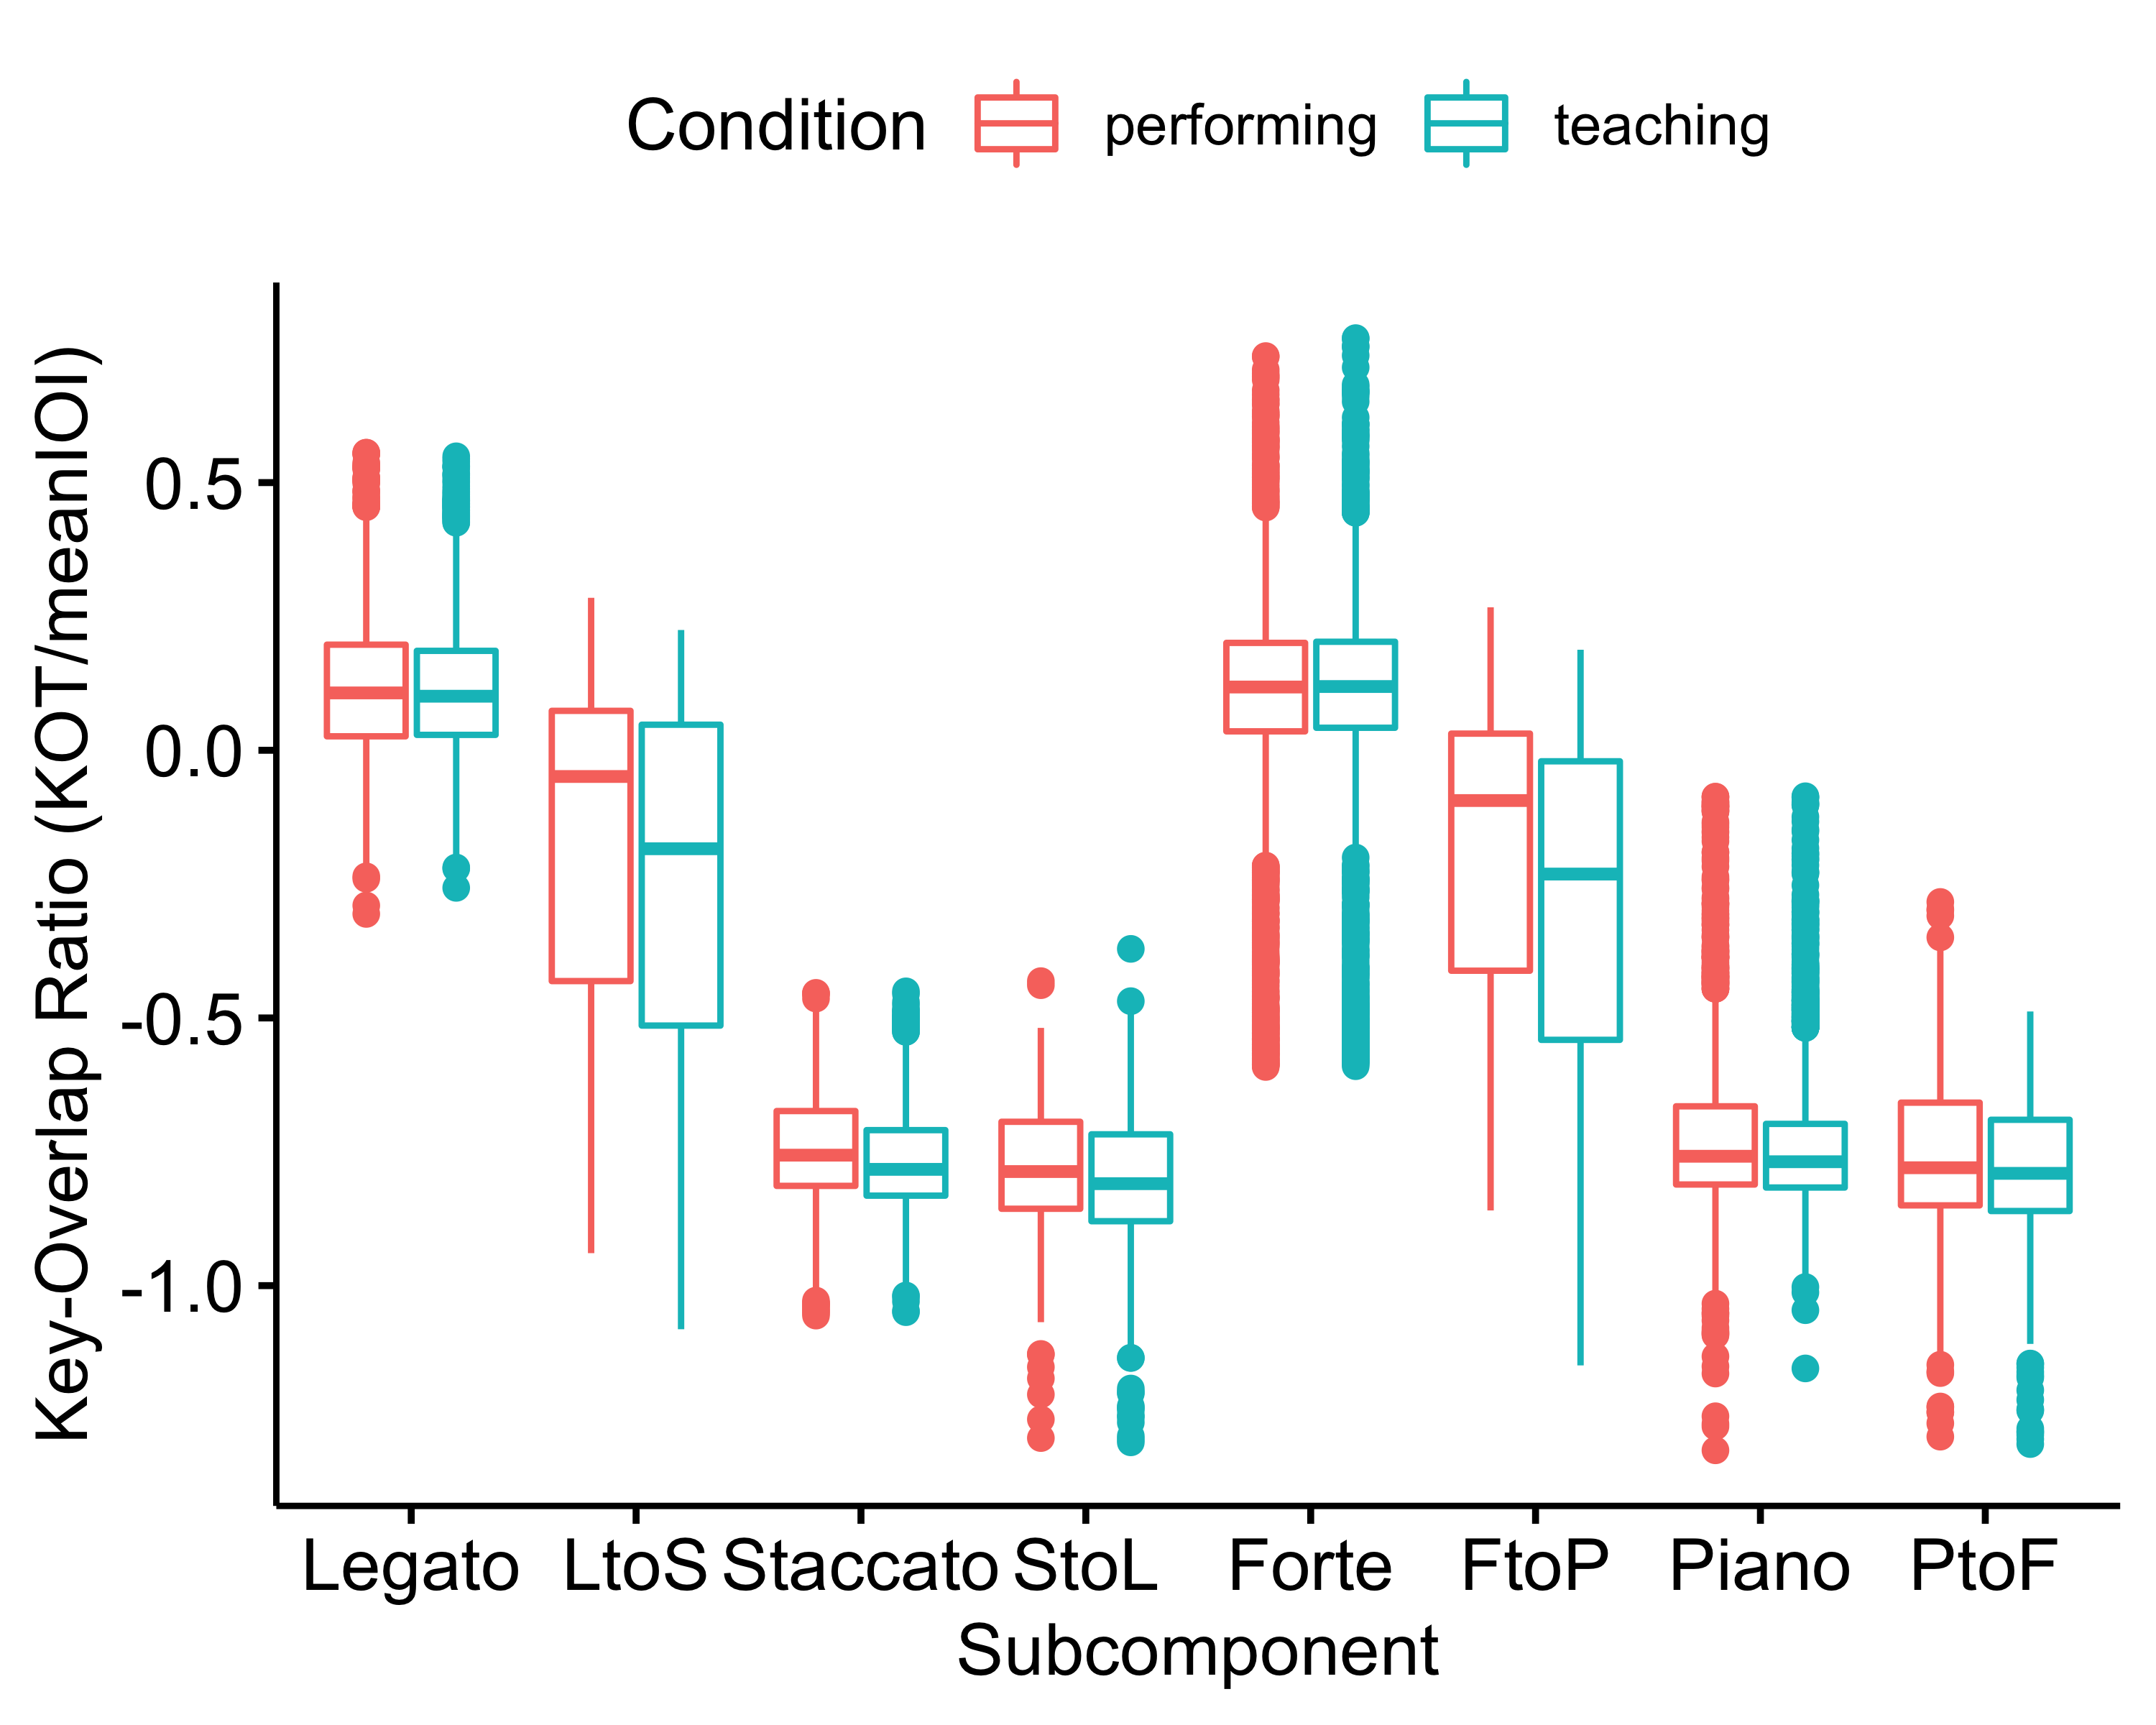 Condition performing teaching
Key-Overlap Ratio (KOT/meanIOI)
0.5
0.0
-0.5
-1.0
Legato LtoS Staccato StoL Forte FtoP Piano PtoF
Subcomponent